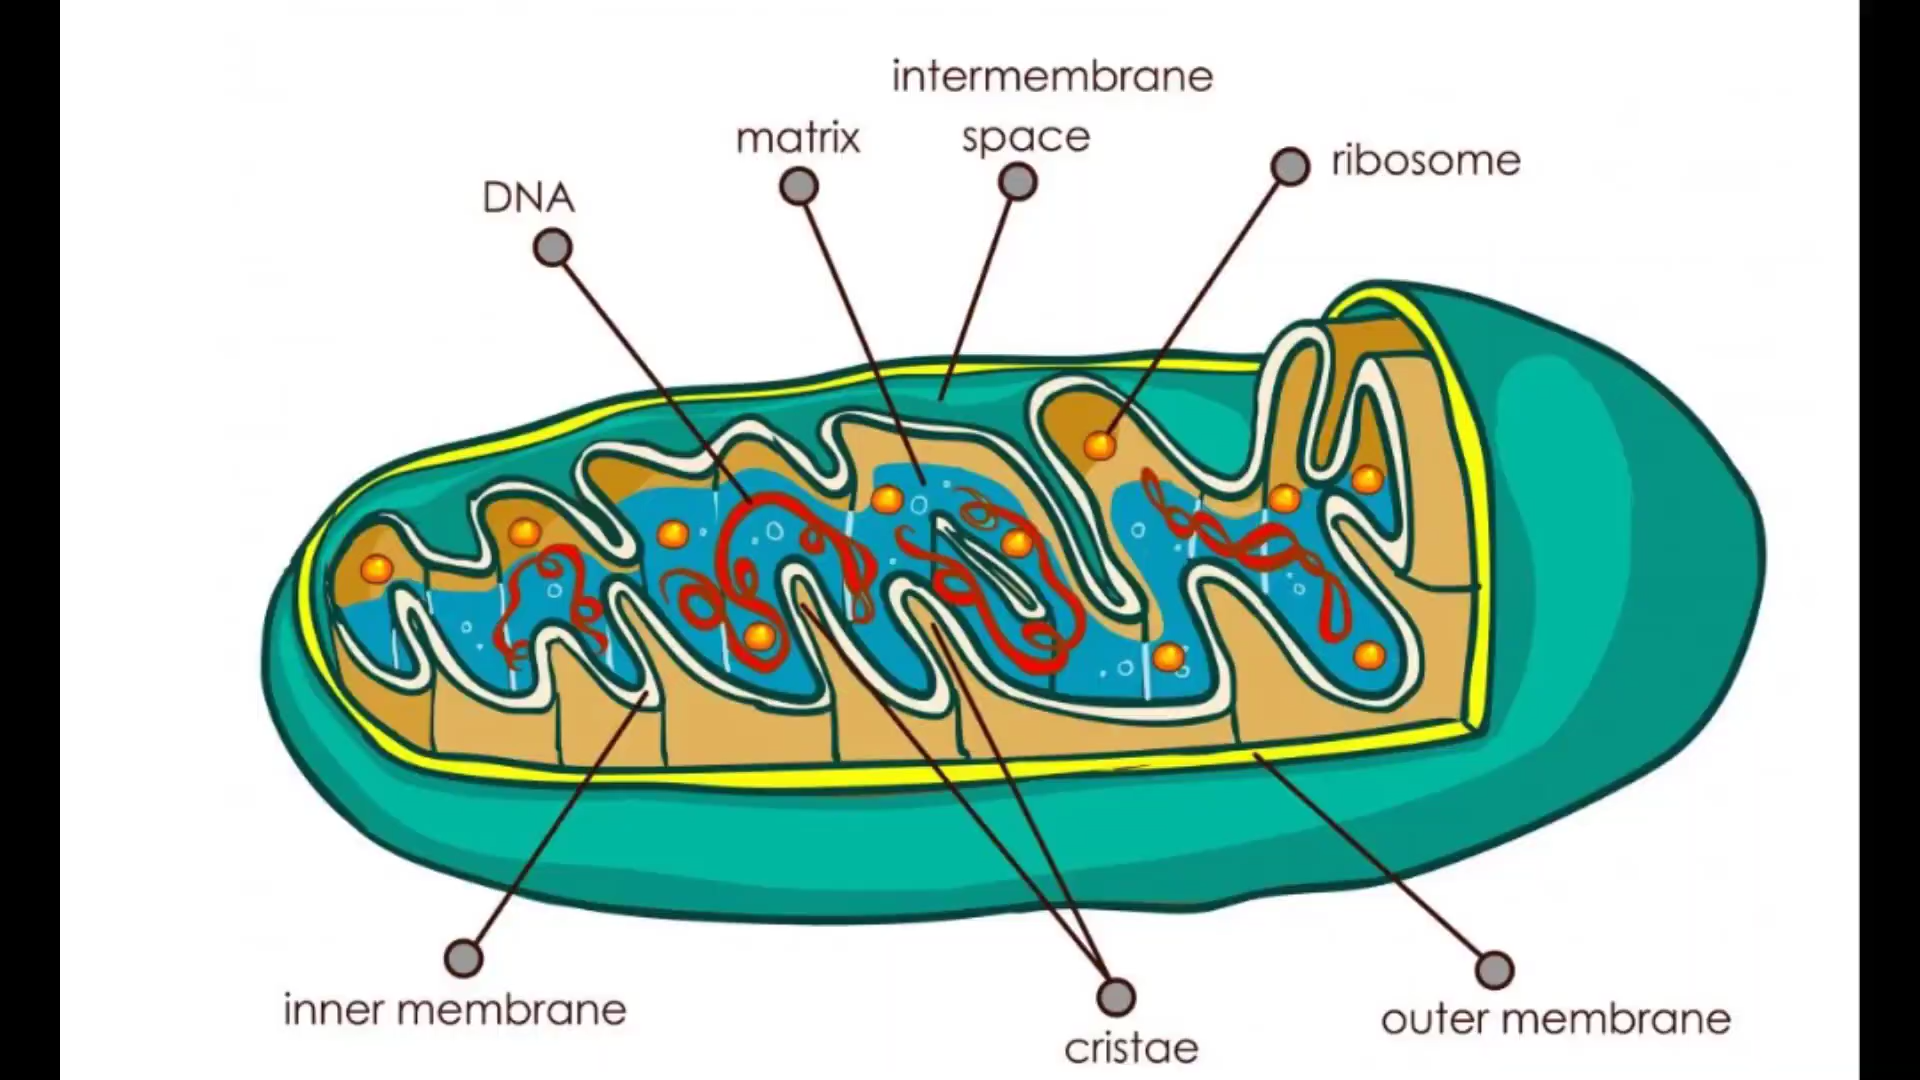 intermembrane
space
matrix
ribosome
DNA
inner membrane
cristae
outer membrane